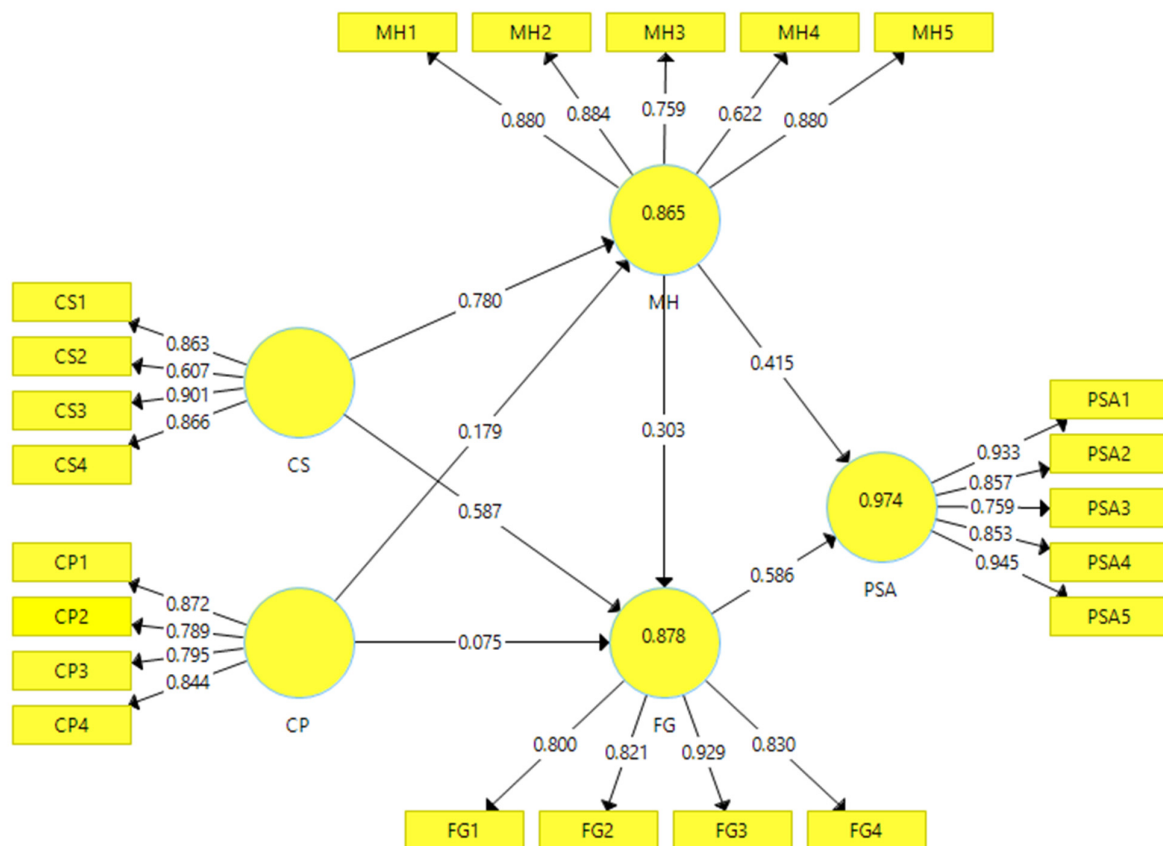 MH1 MH2 MH3 MH4 MH5
0.880 0.884 0.759 0.622 0.880
0.865
MH
CS1
CS2
CS3
CS4
0.863
0.607
0.901
0.866
CS
0.780
0.179
0.587
0.303
0.415
CP1
CP2
CP3
CP4
0.872
0.789
0.795
0.844
CP
0.075
0.878
FG
0.586
0.974
PSA
0.933
0.857
0.759
0.853
0.945
PSA1
PSA2
PSA3
PSA4
PSA5
0.800 0.821 0.929 0.830
FG1 FG2 FG3 FG4